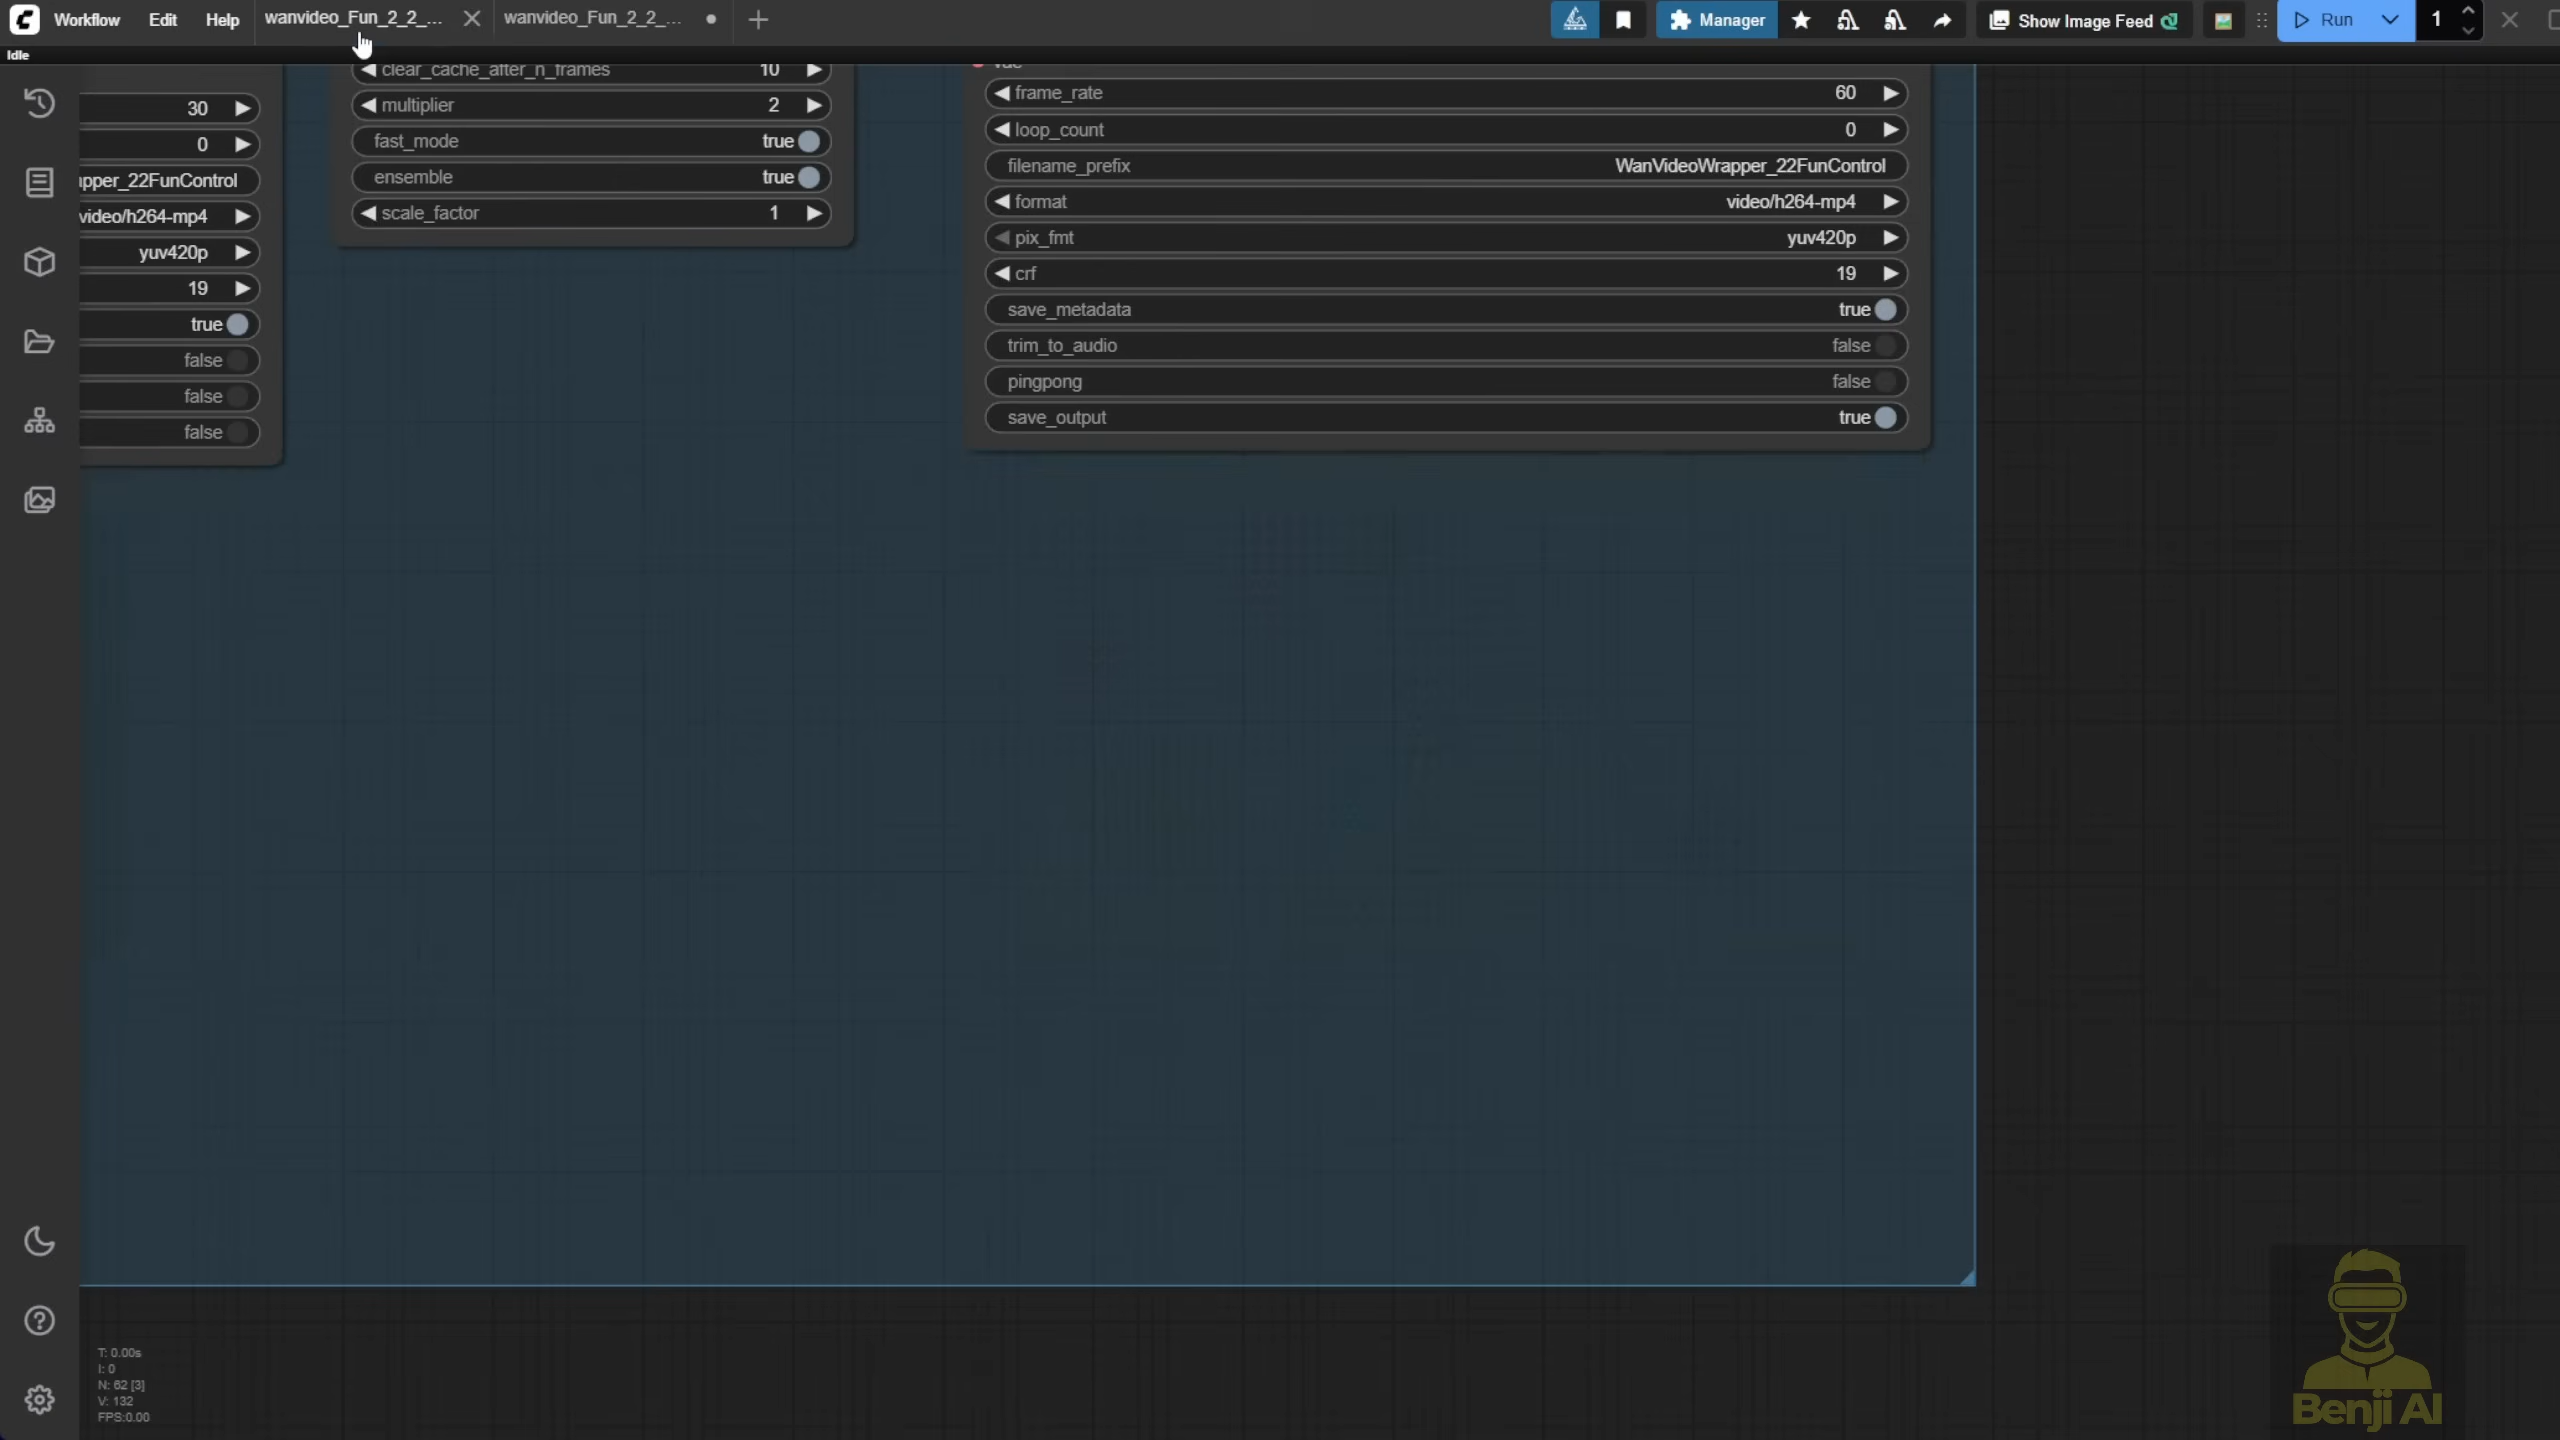 Workflow Edit Help wanvideo_Fun_2_2_... wanvideo_Fun_2_2_... Manager Show Image Feed Run 1
Idle
clear_cache_after_n_frames 10
multiplier 2
fast_mode true
ensemble true
scale_factor 1
30
0
apper_22FunControl
video/h264-mp4
yuv420p
19
true
false
false
false
vae
frame_rate 60
loop_count 0
filename_prefix WanVideoWrapper_22FunControl
format video/h264-mp4
pix_fmt yuv420p
crf 19
save_metadata true
trim_to_audio false
pingpong false
save_output true
T: 0.00s
I: 0
N: 62 [3]
V: 132
FPS:0.00
Benji AI